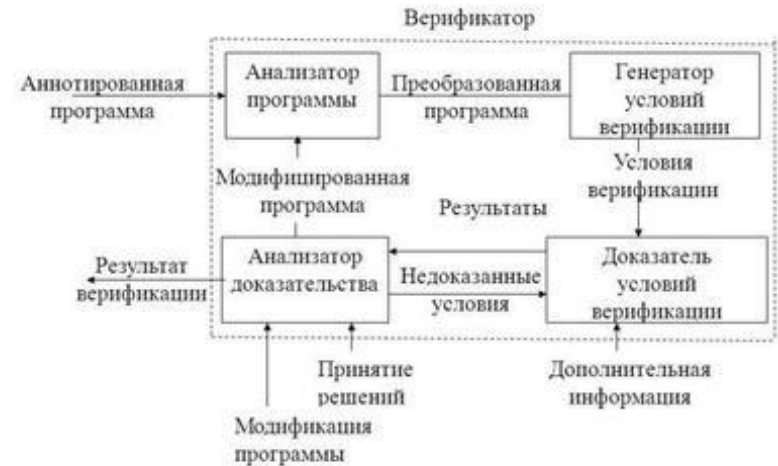 Верификатор
Аннотированная
программа
Анализатор
программы
Преобразованная
программа
Генератор
условий
верификации
Модифицированная
программа
Условия
верификации
Результаты
Результат
верификации
Анализатор
доказательства
Недоказанные
условия
Доказатель
условий
верификации
Принятие
решений
Дополнительная
информация
Модификация
программы